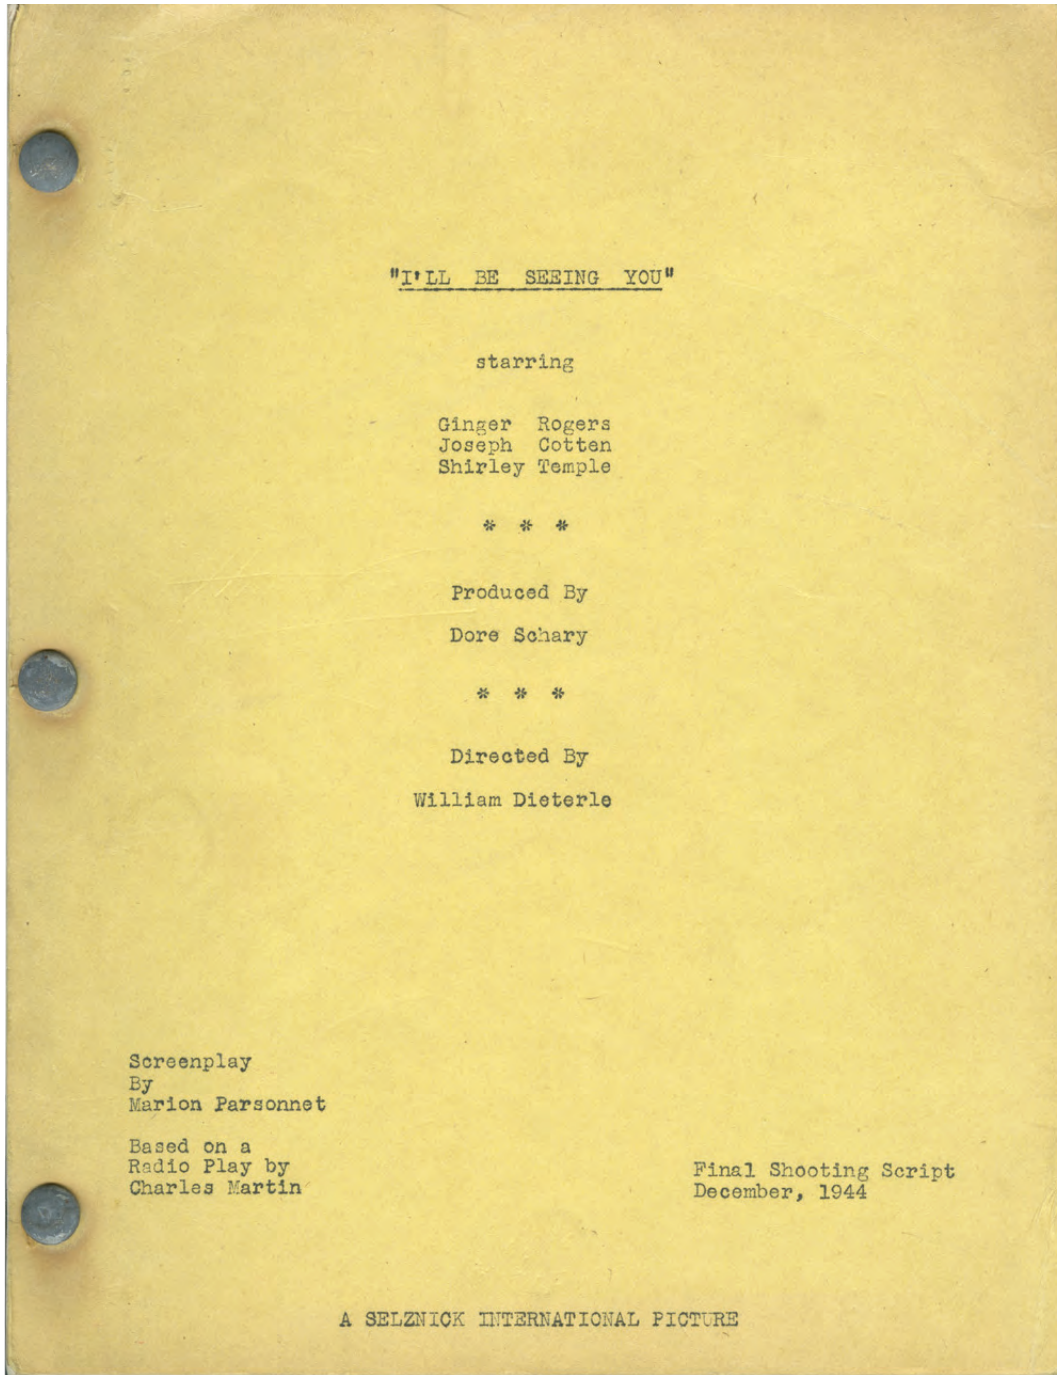 "I'LL BE SEEING YOU"
starring
Ginger Rogers
Joseph Cotten
Shirley Temple
* * *
Produced By
Dore Schary
* * *
Directed By
William Dieterle
Screenplay
By
Marion Parsonnet
Based on a
Radio Play by
Charles Martin
Final Shooting Script
December, 1944
A SELZNICK INTERNATIONAL PICTURE